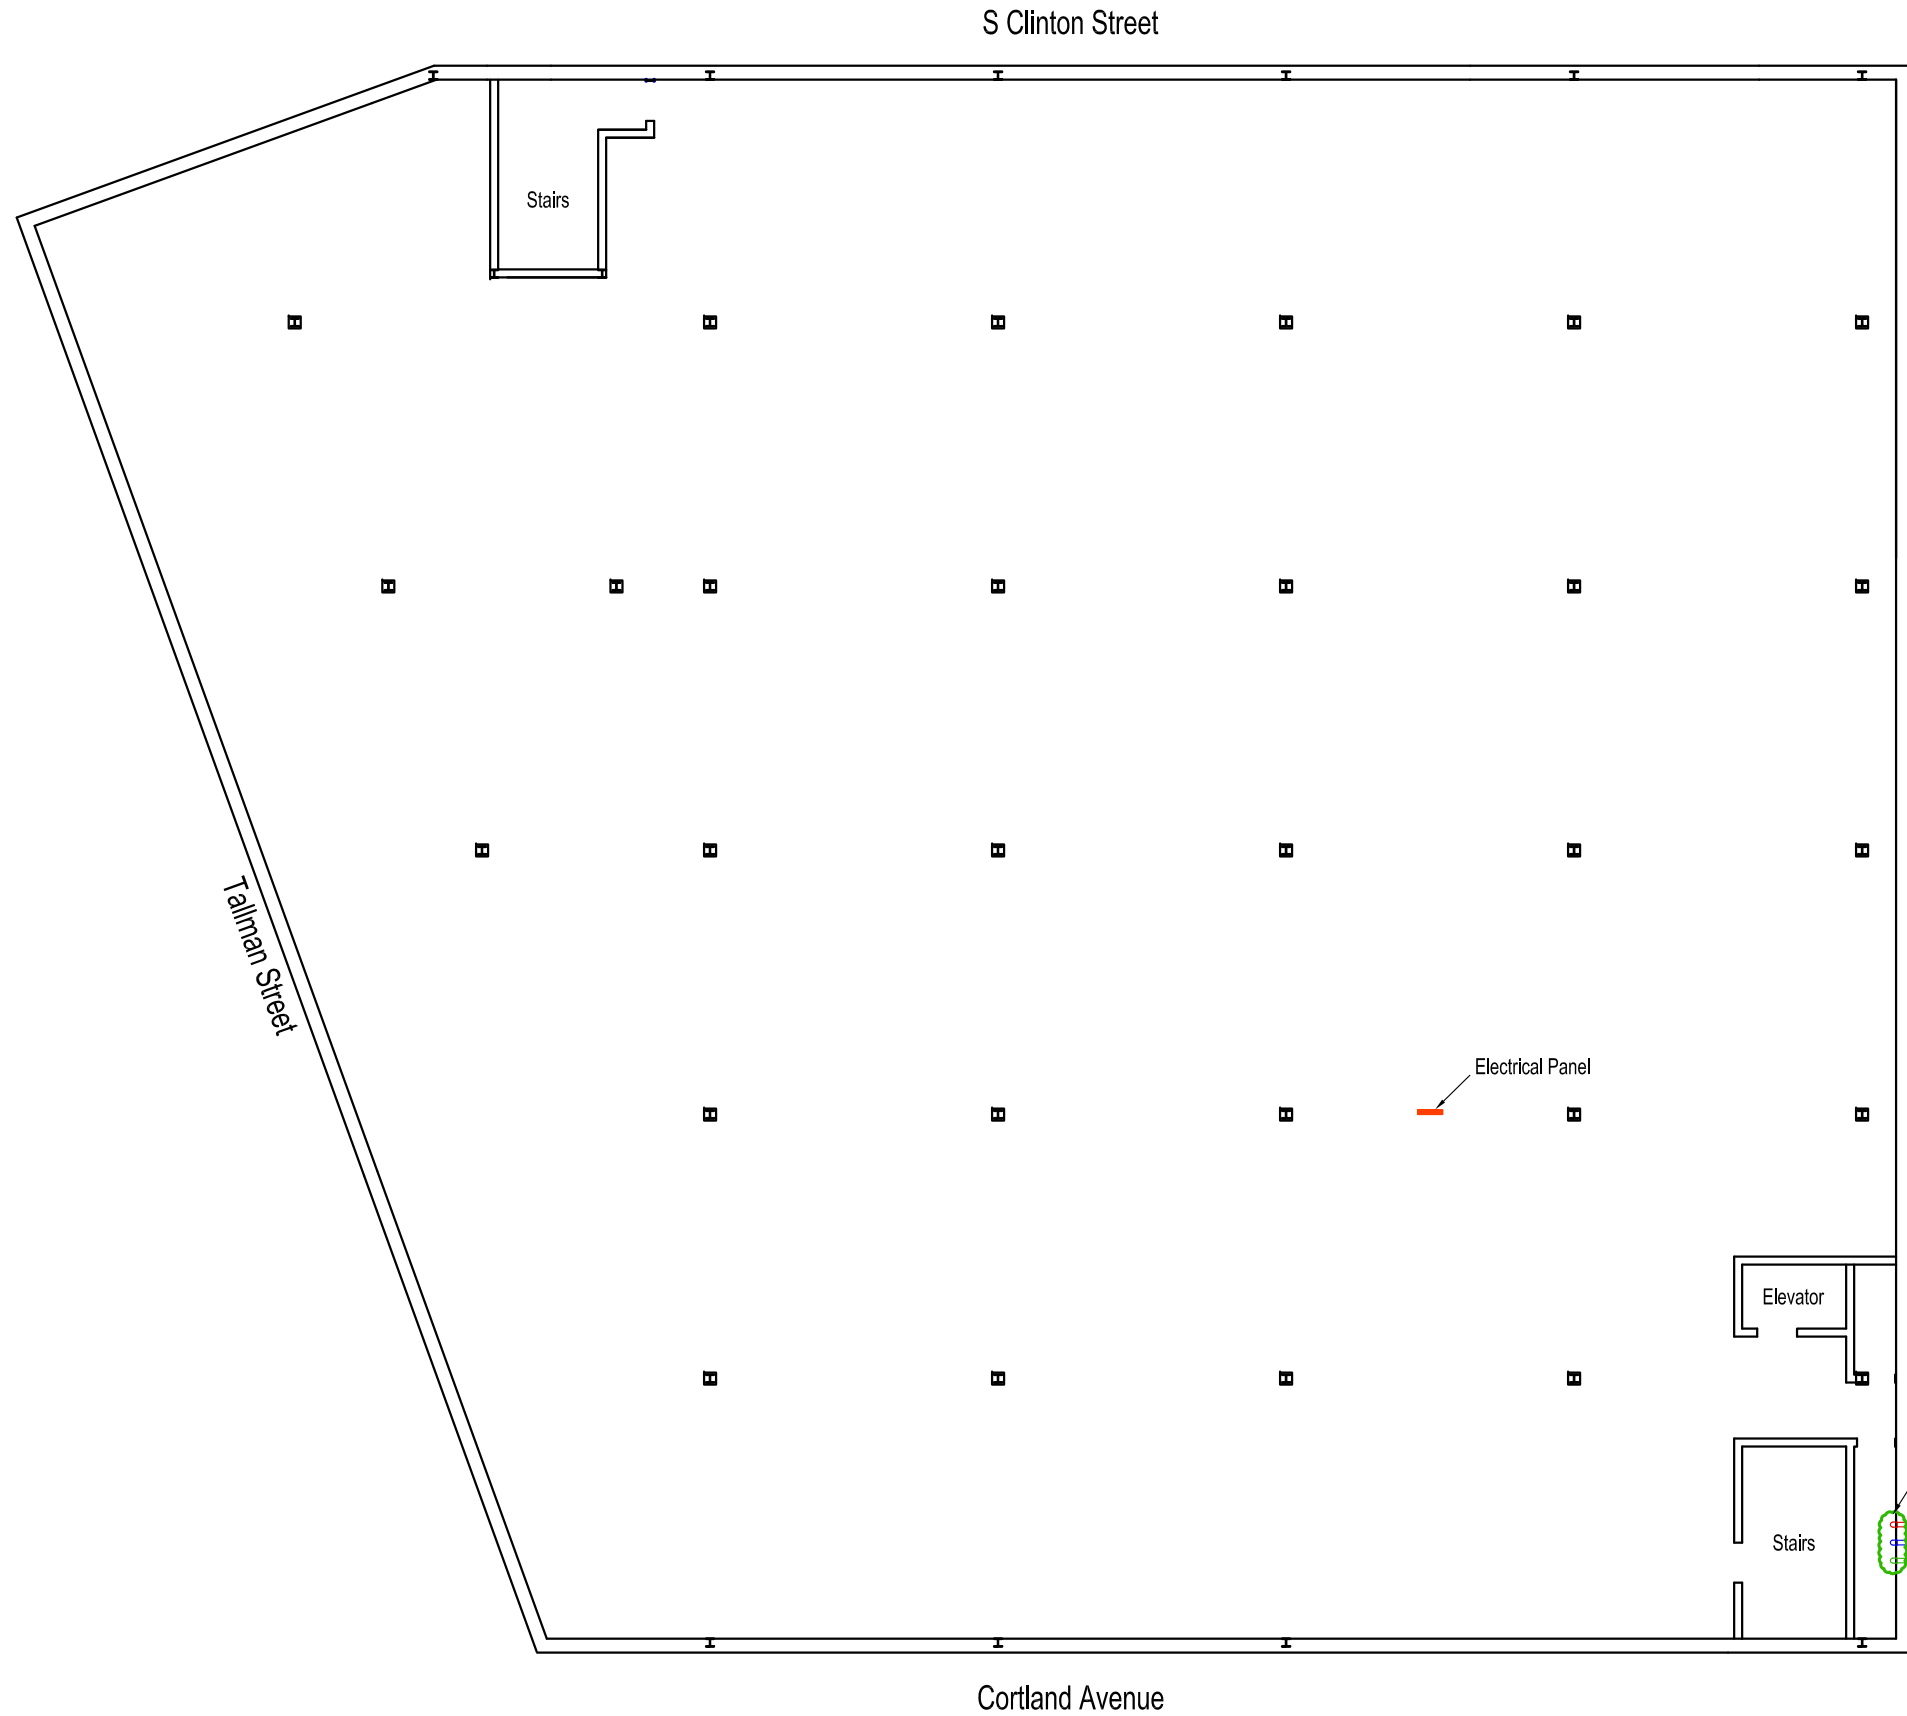 S Clinton Street
Stairs
Tallman Street
Electrical Panel
Elevator
Stairs
Cortland Avenue